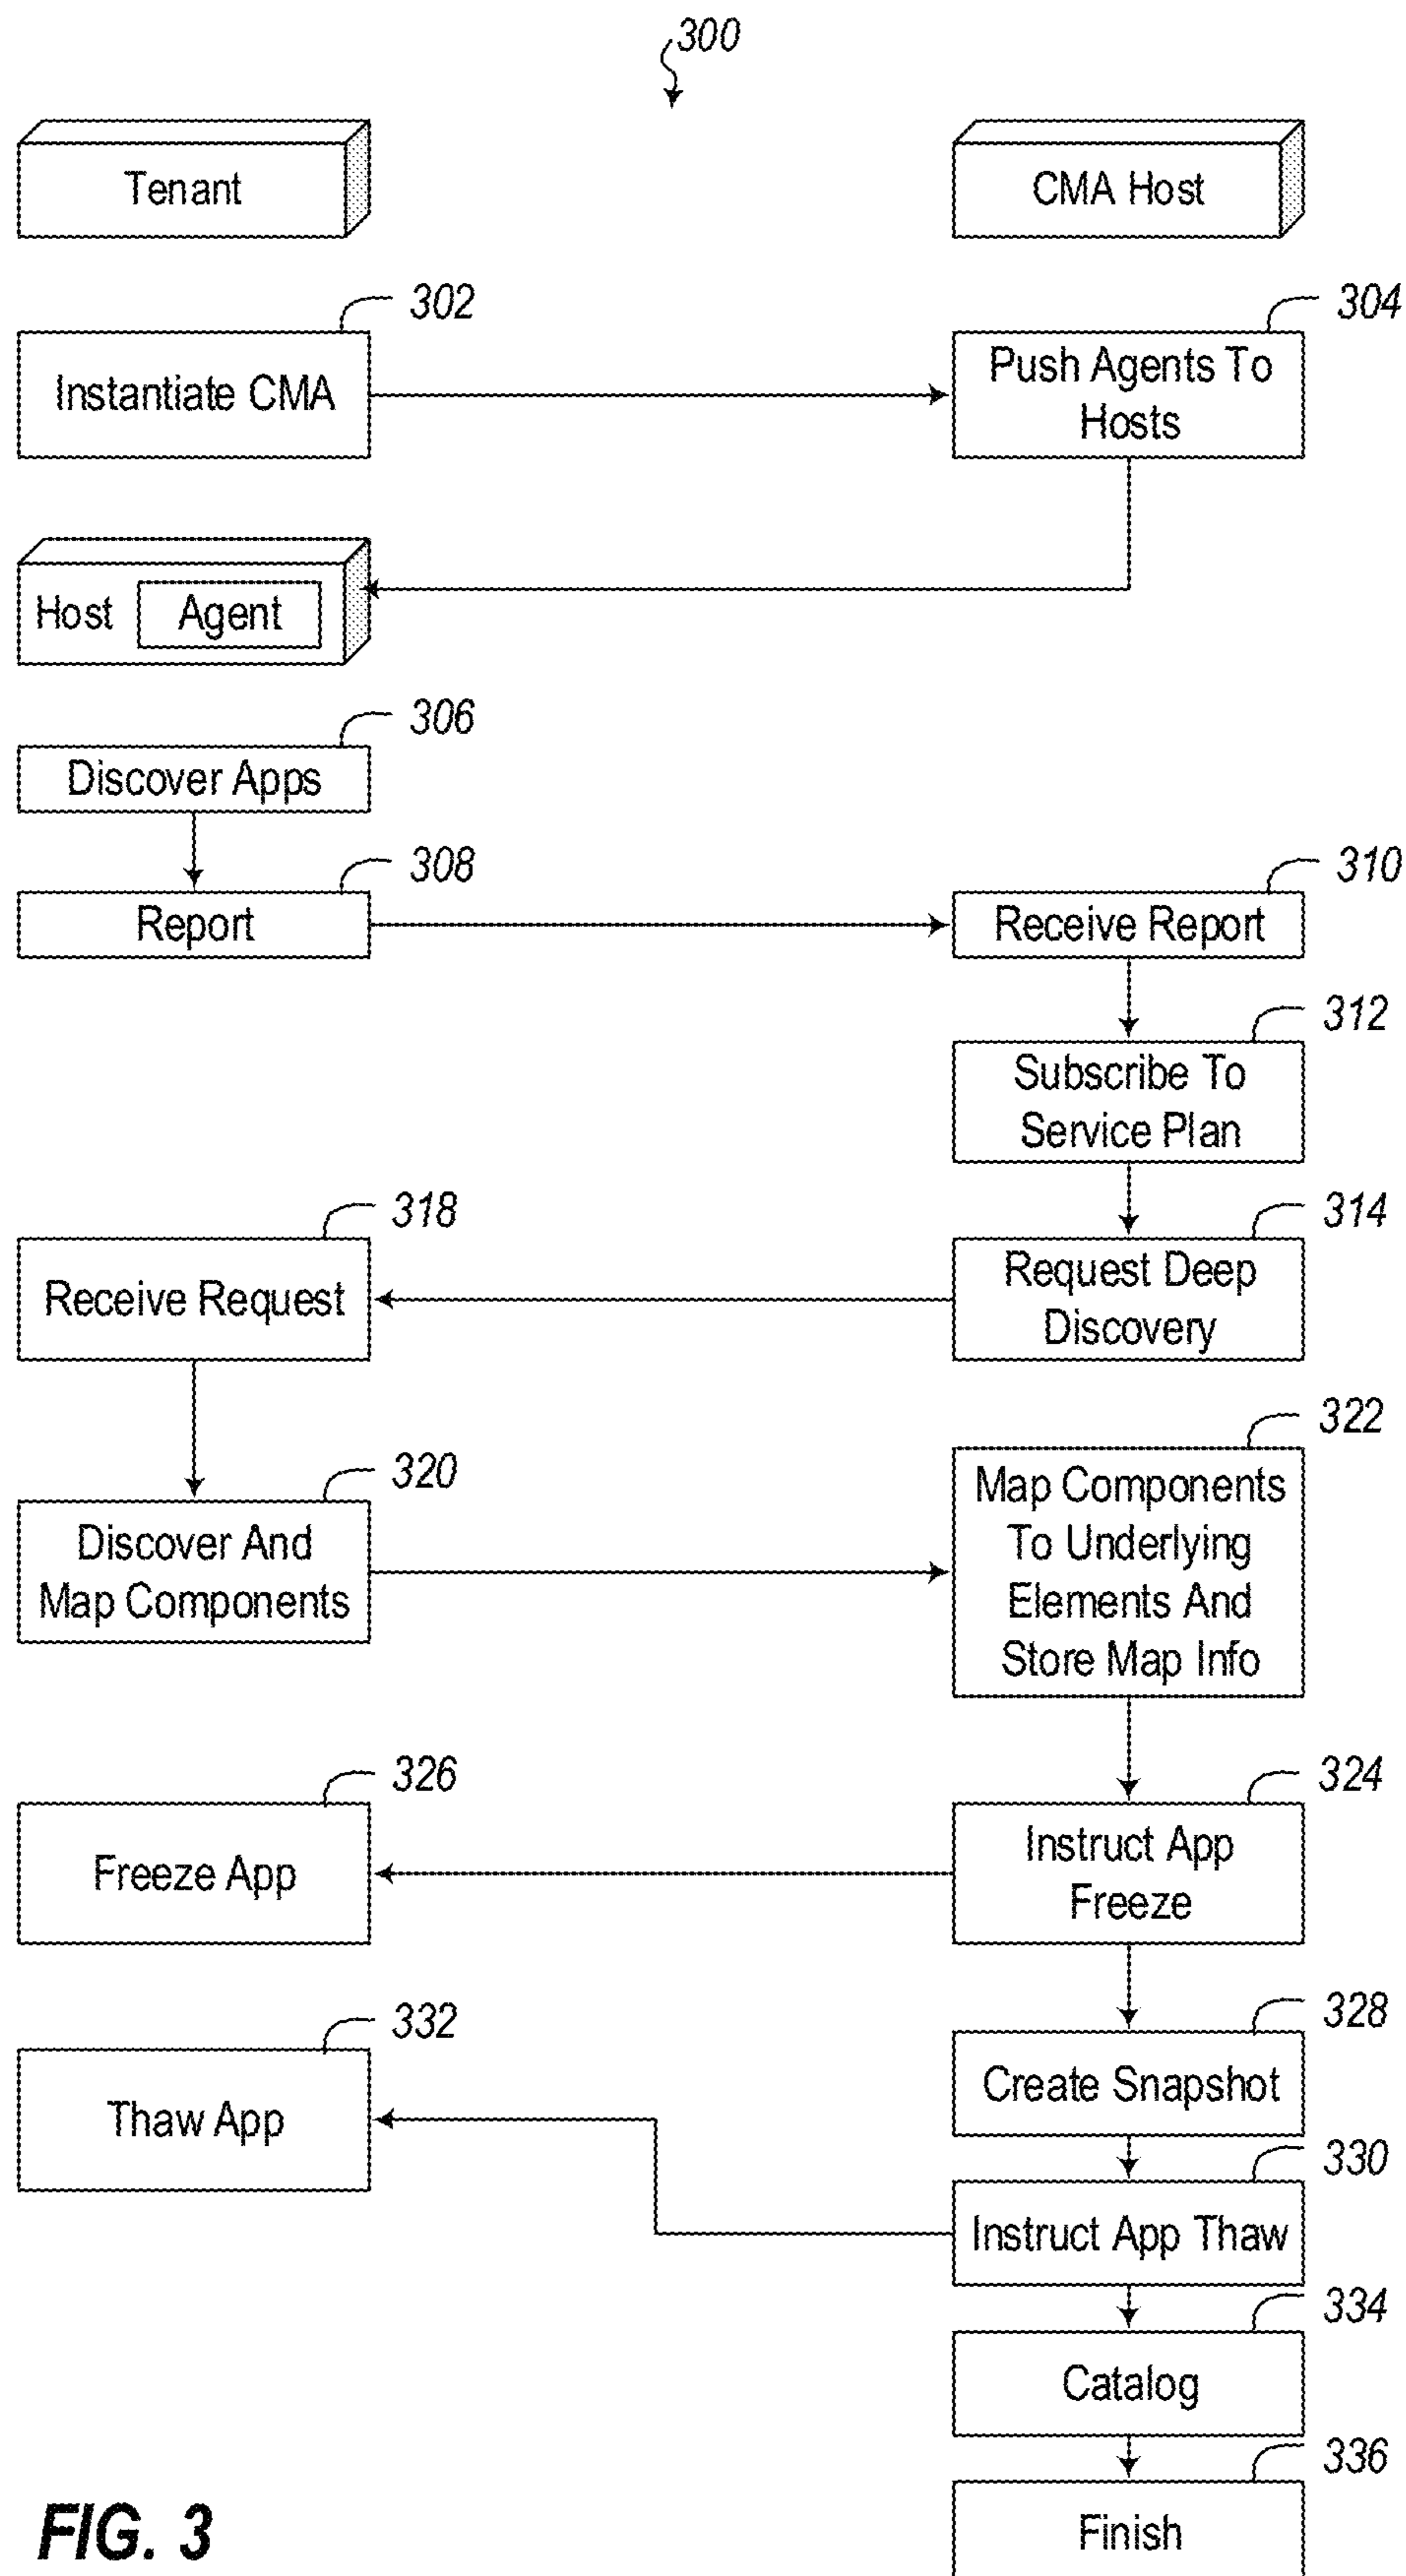 300
Tenant
CMA Host
302
304
Instantiate CMA
Push Agents To
Hosts
Host
Agent
306
Discover Apps
308
310
Report
Receive Report
312
Subscribe To
Service Plan
318
314
Receive Request
Request Deep
Discovery
320
322
Discover And
Map Components
Map Components
To Underlying
Elements And
Store Map Info
326
324
Freeze App
Instruct App
Freeze
332
328
Thaw App
Create Snapshot
330
Instruct App Thaw
334
Catalog
336
Finish
FIG. 3